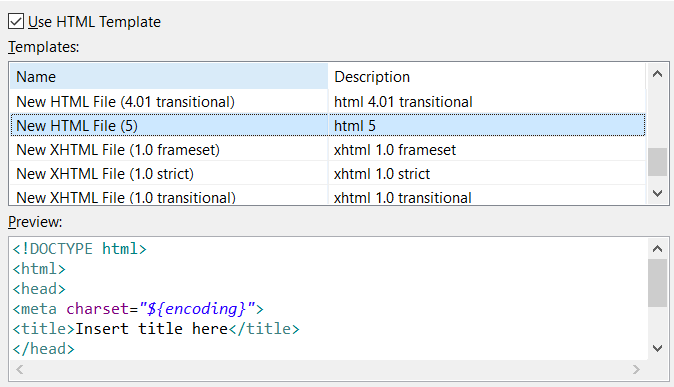 Use HTML Template
Templates:
Name Description
New HTML File (4.01 transitional) html 4.01 transitional
New HTML File (5) html 5
New XHTML File (1.0 frameset) xhtml 1.0 frameset
New XHTML File (1.0 strict) xhtml 1.0 strict
New XHTML File (1.0 transitional) xhtml 1.0 transitional
Preview:
<!DOCTYPE html>
<html>
<head>
<meta charset="${encoding}">
<title>Insert title here</title>
</head>